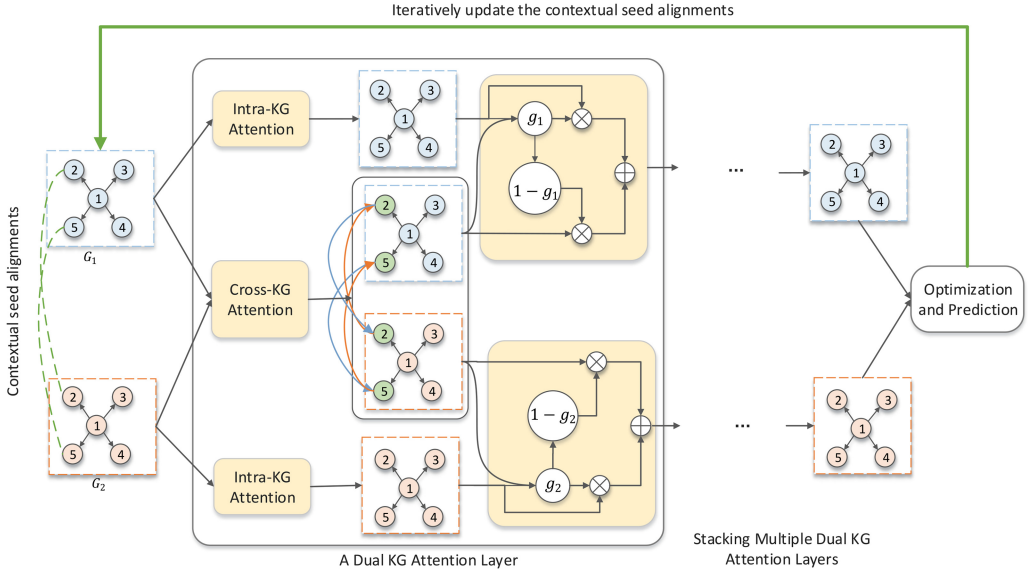 Iteratively update the contextual seed alignments
Contextual seed alignments
2
3
1
5
4
G₁
2
3
1
5
4
G₂
Intra-KG
Attention
Cross-KG
Attention
Intra-KG
Attention
2
3
1
5
4
2
3
1
5
4
2
3
1
5
4
2
3
1
5
4
g₁
1 − g₁
1 − g₂
g₂
A Dual KG Attention Layer
...
...
Stacking Multiple Dual KG
Attention Layers
2
3
1
5
4
2
3
1
5
4
Optimization
and Prediction